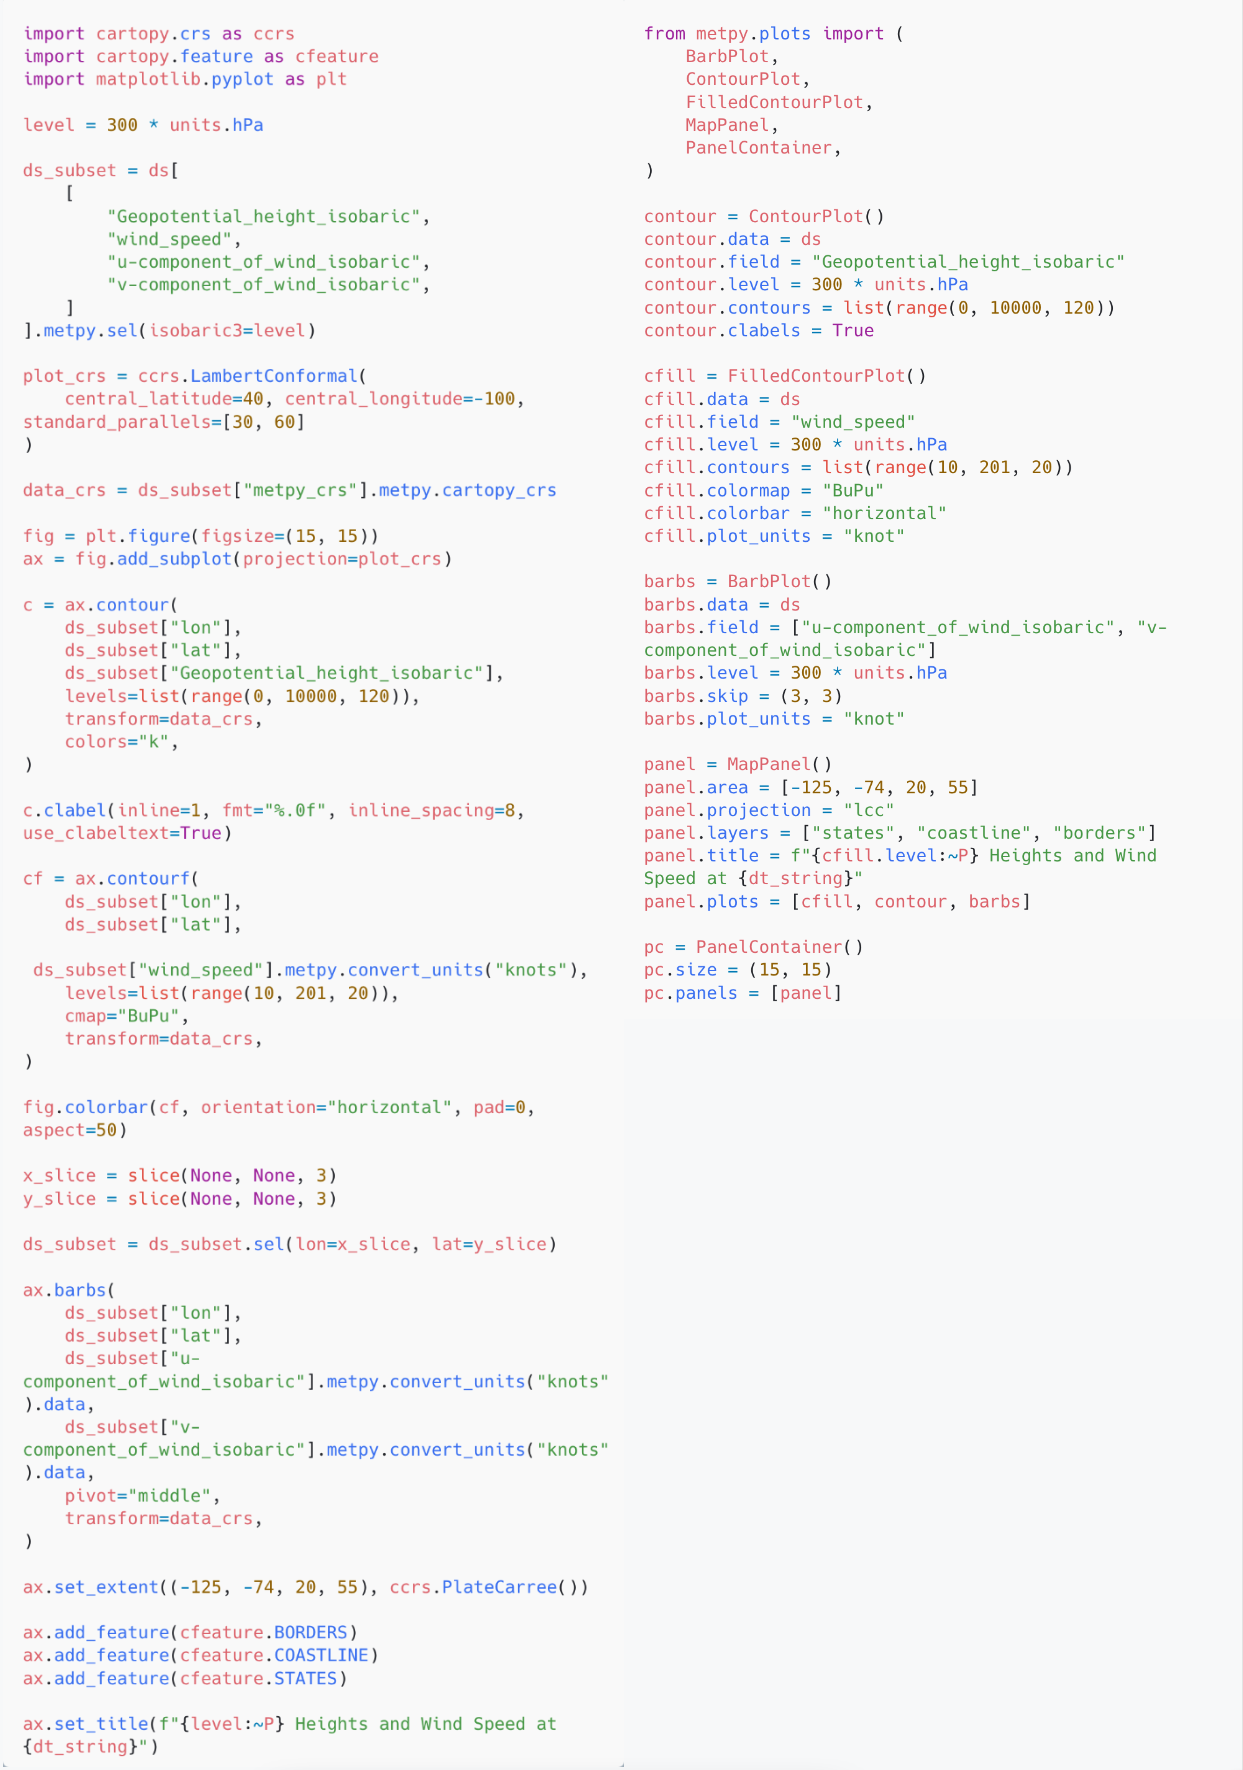 import cartopy.crs as ccrs
import cartopy.feature as cfeature
import matplotlib.pyplot as plt

level = 300 * units.hPa

ds_subset = ds[
    [
        "Geopotential_height_isobaric",
        "wind_speed",
        "u-component_of_wind_isobaric",
        "v-component_of_wind_isobaric",
    ]
].metpy.sel(isobaric3=level)

plot_crs = ccrs.LambertConformal(
    central_latitude=40, central_longitude=-100,
standard_parallels=[30, 60]
)

data_crs = ds_subset["metpy_crs"].metpy.cartopy_crs

fig = plt.figure(figsize=(15, 15))
ax = fig.add_subplot(projection=plot_crs)

c = ax.contour(
    ds_subset["lon"],
    ds_subset["lat"],
    ds_subset["Geopotential_height_isobaric"],
    levels=list(range(0, 10000, 120)),
    transform=data_crs,
    colors="k",
)

c.clabel(inline=1, fmt="%.0f", inline_spacing=8,
use_clabeltext=True)

cf = ax.contourf(
    ds_subset["lon"],
    ds_subset["lat"],

 ds_subset["wind_speed"].metpy.convert_units("knots"),
    levels=list(range(10, 201, 20)),
    cmap="BuPu",
    transform=data_crs,
)

fig.colorbar(cf, orientation="horizontal", pad=0,
aspect=50)

x_slice = slice(None, None, 3)
y_slice = slice(None, None, 3)

ds_subset = ds_subset.sel(lon=x_slice, lat=y_slice)

ax.barbs(
    ds_subset["lon"],
    ds_subset["lat"],
    ds_subset["u-
component_of_wind_isobaric"].metpy.convert_units("knots"
).data,
    ds_subset["v-
component_of_wind_isobaric"].metpy.convert_units("knots"
).data,
    pivot="middle",
    transform=data_crs,
)

ax.set_extent((-125, -74, 20, 55), ccrs.PlateCarree())

ax.add_feature(cfeature.BORDERS)
ax.add_feature(cfeature.COASTLINE)
ax.add_feature(cfeature.STATES)

ax.set_title(f"{level:~P} Heights and Wind Speed at
{dt_string}")

from metpy.plots import (
    BarbPlot,
    ContourPlot,
    FilledContourPlot,
    MapPanel,
    PanelContainer,
)

contour = ContourPlot()
contour.data = ds
contour.field = "Geopotential_height_isobaric"
contour.level = 300 * units.hPa
contour.contours = list(range(0, 10000, 120))
contour.clabels = True

cfill = FilledContourPlot()
cfill.data = ds
cfill.field = "wind_speed"
cfill.level = 300 * units.hPa
cfill.contours = list(range(10, 201, 20))
cfill.colormap = "BuPu"
cfill.colorbar = "horizontal"
cfill.plot_units = "knot"

barbs = BarbPlot()
barbs.data = ds
barbs.field = ["u-component_of_wind_isobaric", "v-
component_of_wind_isobaric"]
barbs.level = 300 * units.hPa
barbs.skip = (3, 3)
barbs.plot_units = "knot"

panel = MapPanel()
panel.area = [-125, -74, 20, 55]
panel.projection = "lcc"
panel.layers = ["states", "coastline", "borders"]
panel.title = f"{cfill.level:~P} Heights and Wind
Speed at {dt_string}"
panel.plots = [cfill, contour, barbs]

pc = PanelContainer()
pc.size = (15, 15)
pc.panels = [panel]